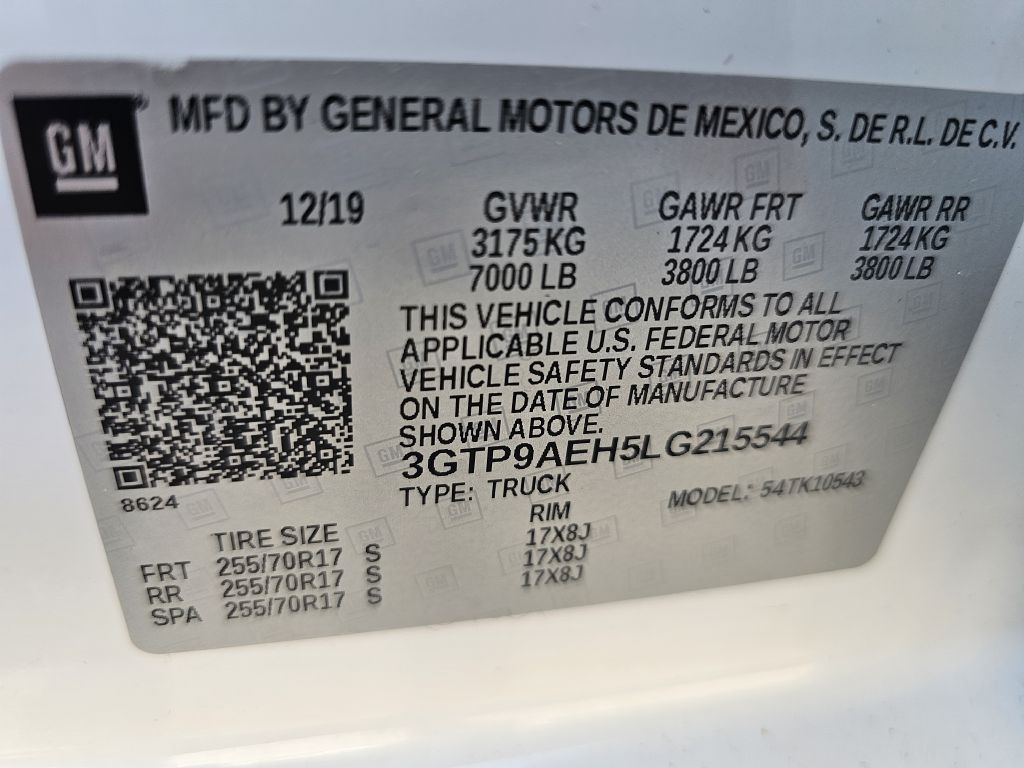 GM
MFD BY GENERAL MOTORS DE MEXICO, S. DE R.L. DE C.V.
12/19 GVWR GAWR FRT GAWR RR
3175 KG 1724 KG 1724 KG
7000 LB 3800 LB 3800 LB
THIS VEHICLE CONFORMS TO ALL
APPLICABLE U.S. FEDERAL MOTOR
VEHICLE SAFETY STANDARDS IN EFFECT
ON THE DATE OF MANUFACTURE
SHOWN ABOVE.
3GTP9AEH5LG215544
8624 TYPE: TRUCK MODEL: 54TK10543
TIRE SIZE RIM
FRT 255/70R17 S 17X8J
RR 255/70R17 S 17X8J
SPA 255/70R17 S 17X8J